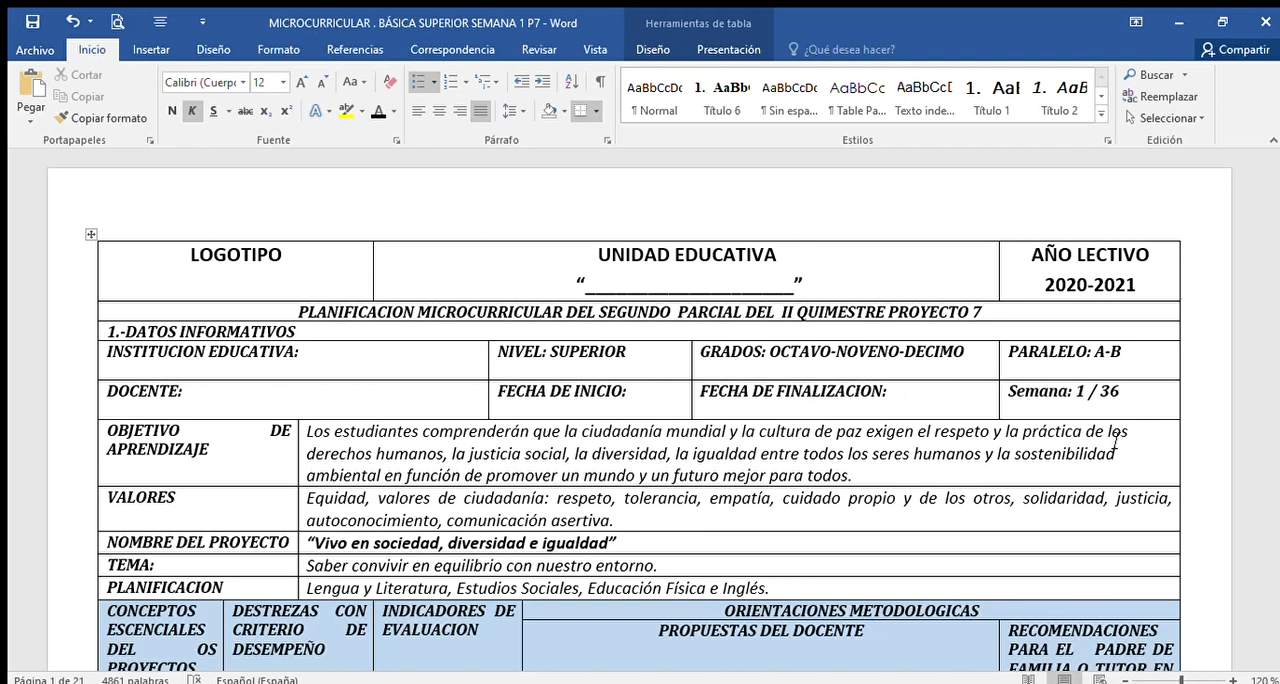 MICROCURRICULAR . BÁSICA SUPERIOR SEMANA 1 P7 - Word
Herramientas de tabla
Archivo Inicio Insertar Diseño Formato Referencias Correspondencia Revisar Vista Diseño Presentación ¿Qué desea hacer? Compartir
Pegar
Cortar
Copiar
Copiar formato
Portapapeles
Calibri (Cuerpo 12
Fuente
Párrafo
AaBbCcDc 1. AaBb( AaBbCcDc AaBbCc AaBbCcD 1. AaB 1. AaB
¶ Normal Título 6 ¶ Sin espa... ¶ Table Pa... Texto inde... Título 1 Título 2
Estilos
Buscar
Reemplazar
Seleccionar
Edición
LOGOTIPO
UNIDAD EDUCATIVA
“____________________”
AÑO LECTIVO
2020-2021
PLANIFICACION MICROCURRICULAR DEL SEGUNDO PARCIAL DEL II QUIMESTRE PROYECTO 7
1.-DATOS INFORMATIVOS
INSTITUCION EDUCATIVA: NIVEL: SUPERIOR GRADOS: OCTAVO-NOVENO-DECIMO PARALELO: A-B
DOCENTE: FECHA DE INICIO: FECHA DE FINALIZACION: Semana: 1 / 36
OBJETIVO DE
APRENDIZAJE
Los estudiantes comprenderán que la ciudadanía mundial y la cultura de paz exigen el respeto y la práctica de los
derechos humanos, la justicia social, la diversidad, la igualdad entre todos los seres humanos y la sostenibilidad
ambiental en función de promover un mundo y un futuro mejor para todos.
VALORES
Equidad, valores de ciudadanía: respeto, tolerancia, empatía, cuidado propio y de los otros, solidaridad, justicia,
autoconocimiento, comunicación asertiva.
NOMBRE DEL PROYECTO “Vivo en sociedad, diversidad e igualdad”
TEMA: Saber convivir en equilibrio con nuestro entorno.
PLANIFICACION Lengua y Literatura, Estudios Sociales, Educación Física e Inglés.
CONCEPTOS
ESCENCIALES
DEL OS
PROYECTOS
DESTREZAS CON
CRITERIO DE
DESEMPEÑO
INDICADORES DE
EVALUACION
ORIENTACIONES METODOLOGICAS
PROPUESTAS DEL DOCENTE
RECOMENDACIONES
PARA EL PADRE DE
FAMILIA O TUTOR EN
Página 1 de 21 4861 palabras Español (España) 120 %